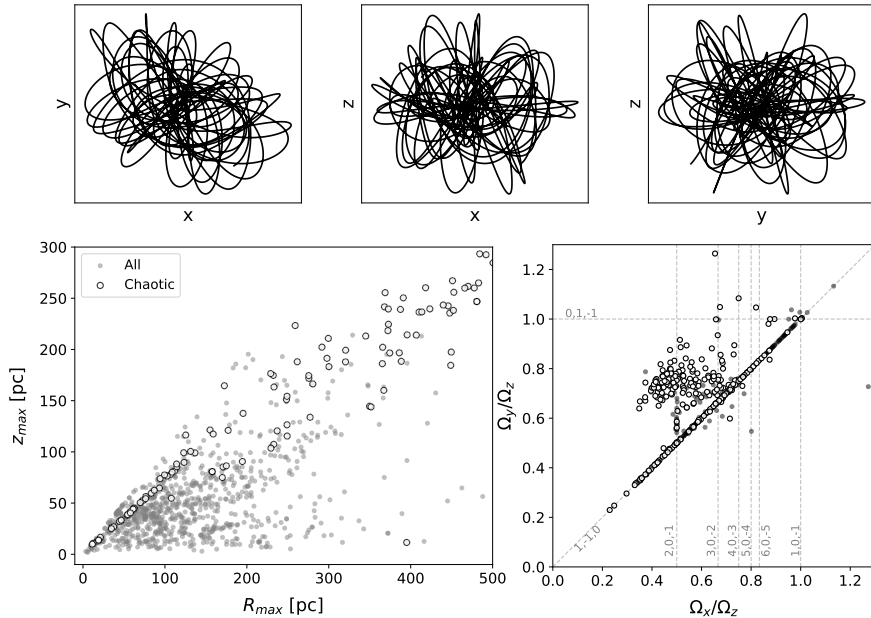 y
x
z
x
z
y
z_max [pc]
300
250
200
150
100
50
0
All
Chaotic
0
100
200
300
400
500
R_max [pc]
Ω_y/Ω_z
1.2
1.0
0.8
0.6
0.4
0.2
0.0
0,1,-1
1,-1,0
2,0,-1
3,0,-2
4,0,-3
5,0,-4
6,0,-5
1,0,-1
0.0
0.2
0.4
0.6
0.8
1.0
1.2
Ω_x/Ω_z